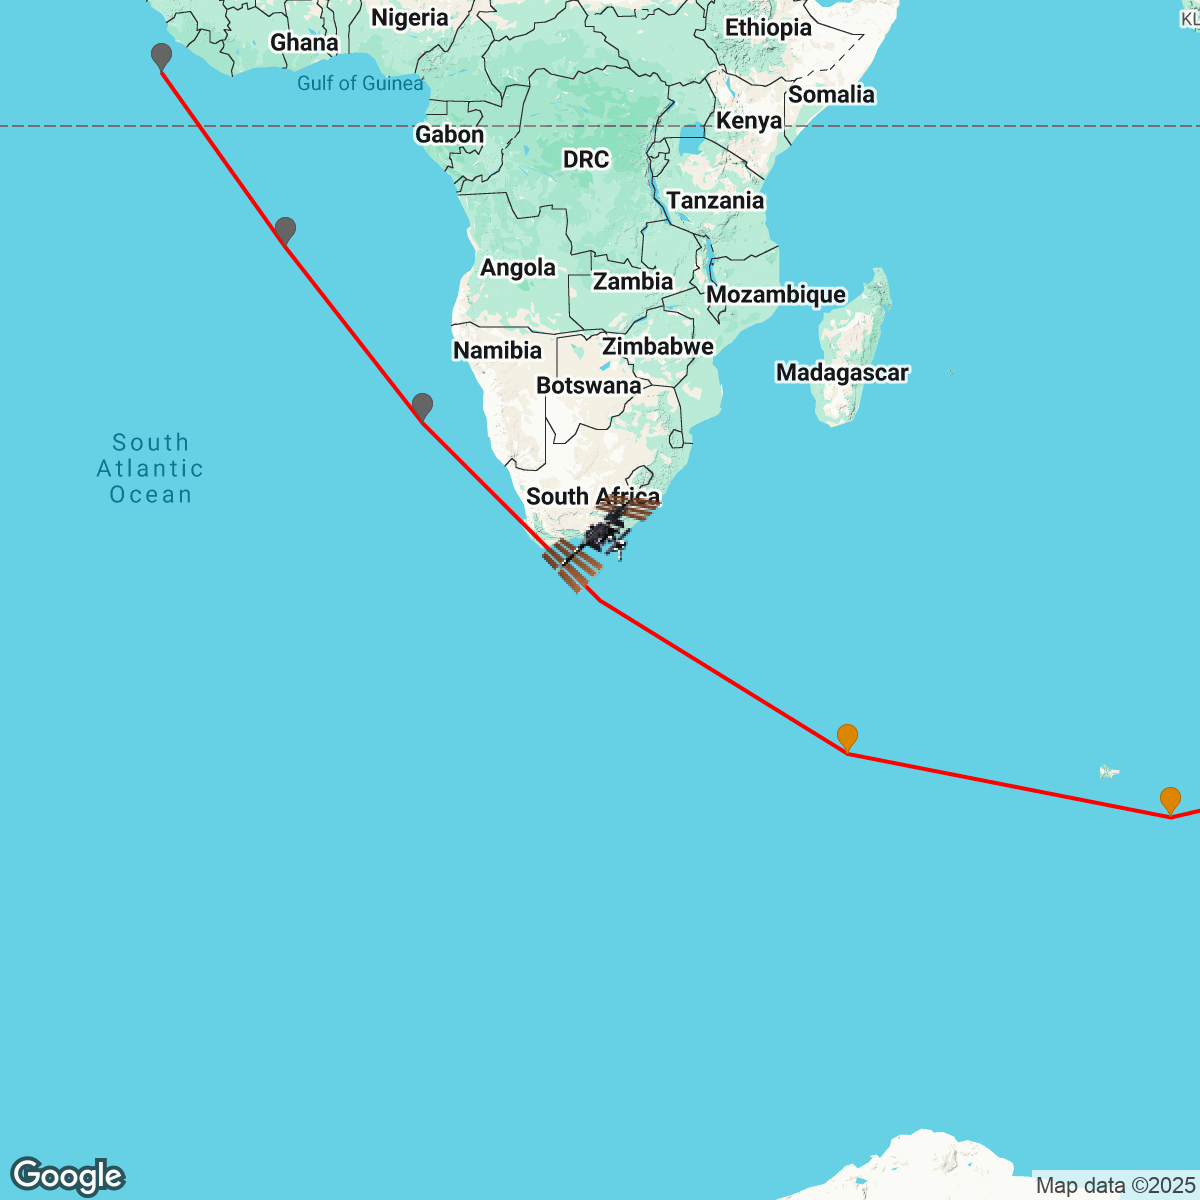 Nigeria
Ethiopia
KL
Ghana
Gulf of Guinea
Somalia
Kenya
Gabon
DRC
Tanzania
Angola
Zambia
Mozambique
Namibia
Zimbabwe
Botswana
Madagascar
South
Atlantic
Ocean
South Africa
Google
Map data ©2025